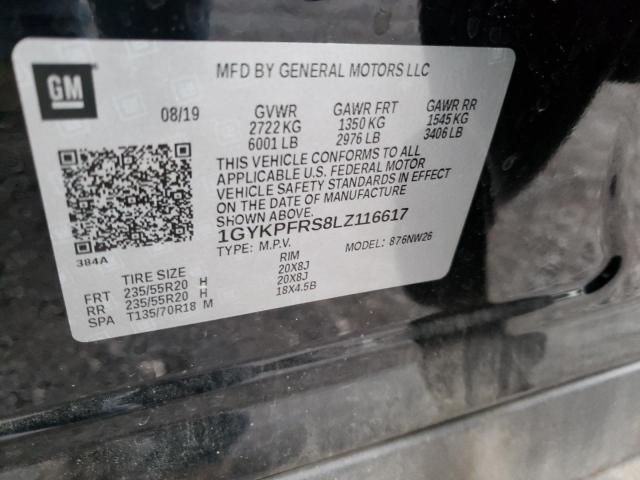 GM
MFD BY GENERAL MOTORS LLC
08/19 GVWR GAWR FRT GAWR RR
2722 KG 1350 KG 1545 KG
6001 LB 2976 LB 3406 LB
THIS VEHICLE CONFORMS TO ALL
APPLICABLE U.S. FEDERAL MOTOR
VEHICLE SAFETY STANDARDS IN EFFECT
ON THE DATE OF MANUFACTURE
SHOWN ABOVE.
1GYKPFRS8LZ116617
384A
TYPE: M.P.V. MODEL: 876NW26
TIRE SIZE RIM
FRT 235/55R20 H 20X8J
RR 235/55R20 H 20X8J
SPA T135/70R18 M 18X4.5B